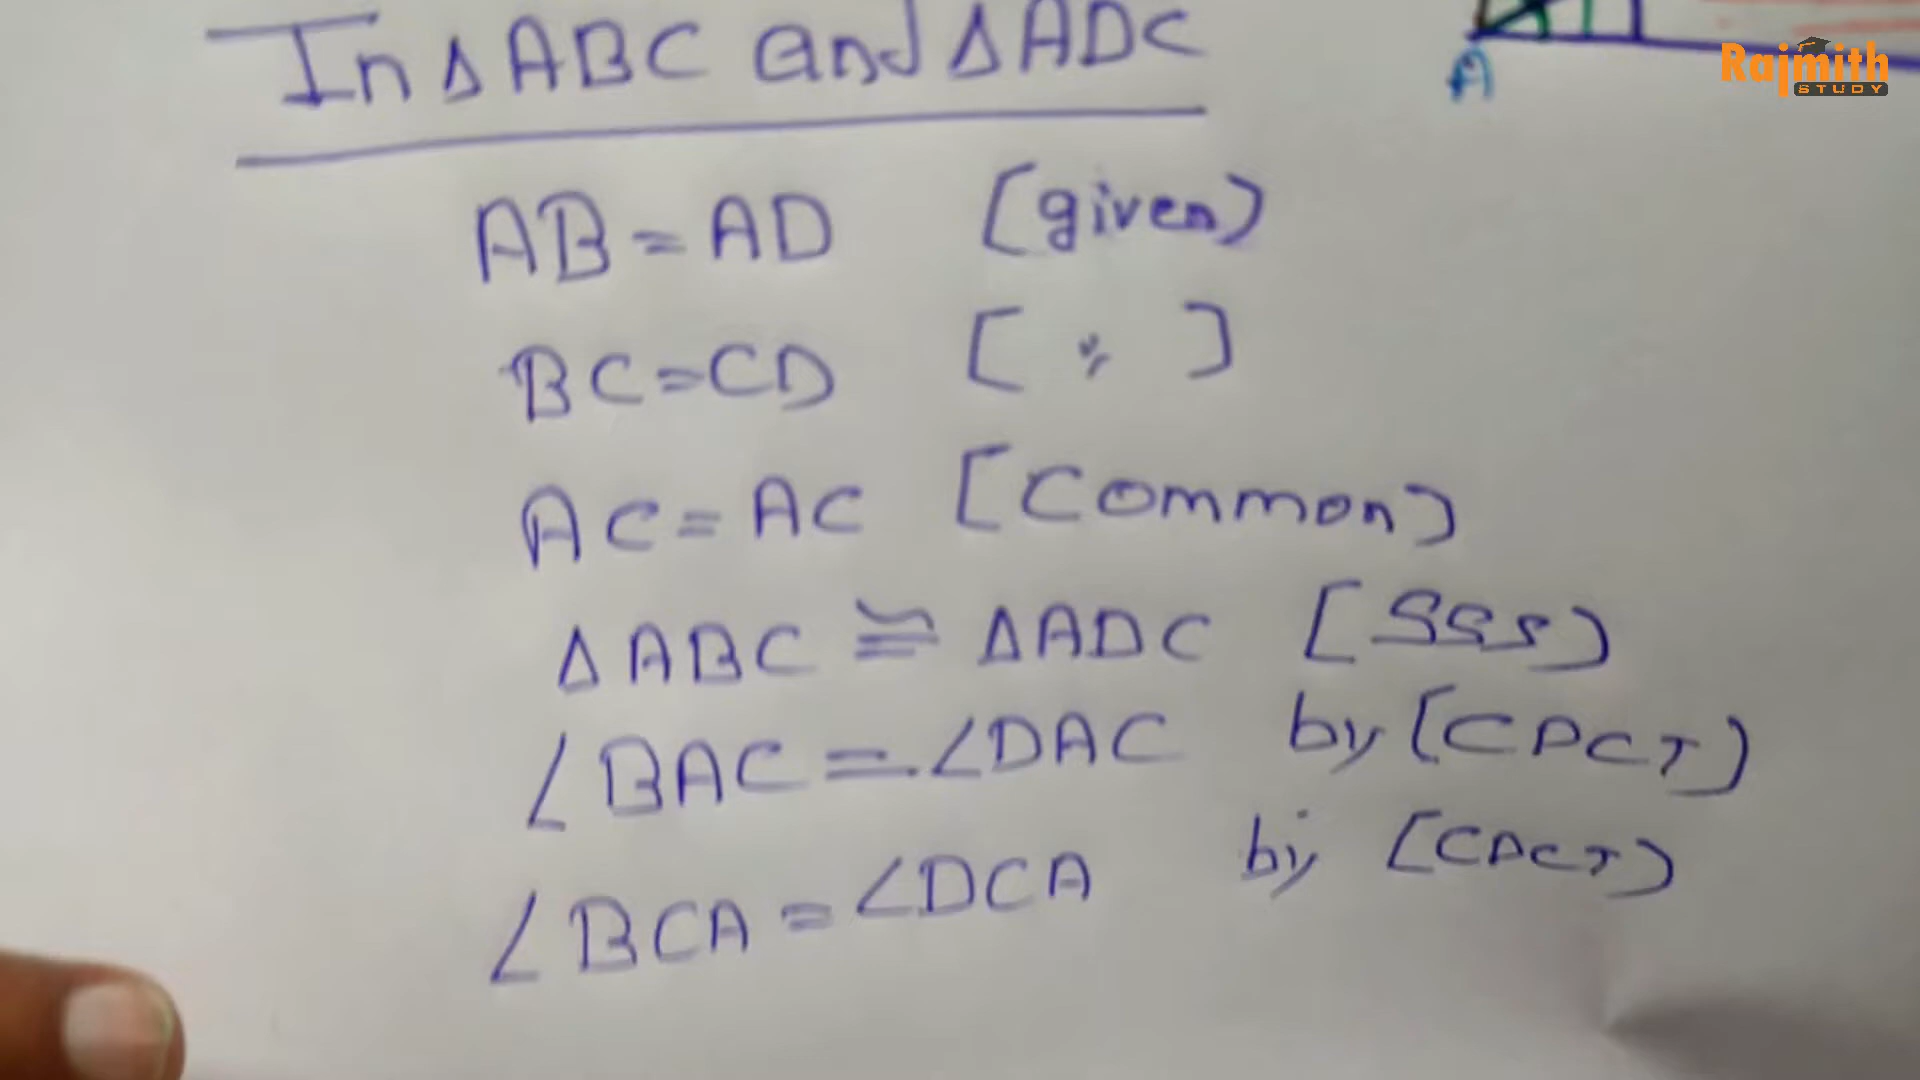 In ΔABC and ΔADC
A
Rajmith
STUDY
AB = AD [given]
BC = CD [ " ]
AC = AC [Common]
ΔABC ≅ ΔADC [SSS]
∠BAC = ∠DAC by [CPCT]
∠BCA = ∠DCA by [CPCT]